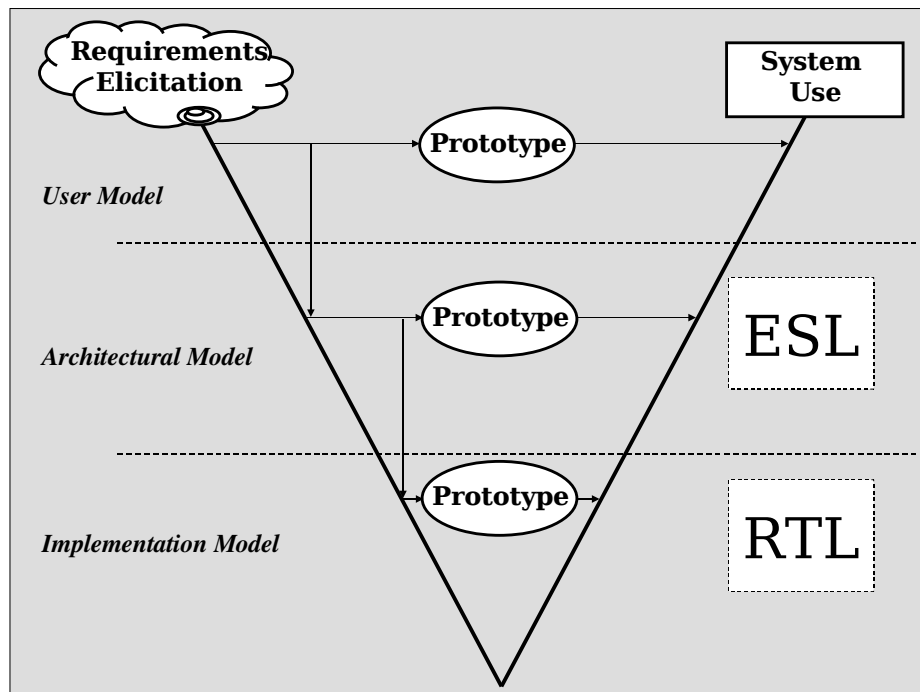 Requirements
Elicitation
System
Use
Prototype
User Model
Prototype
ESL
Architectural Model
Prototype
RTL
Implementation Model